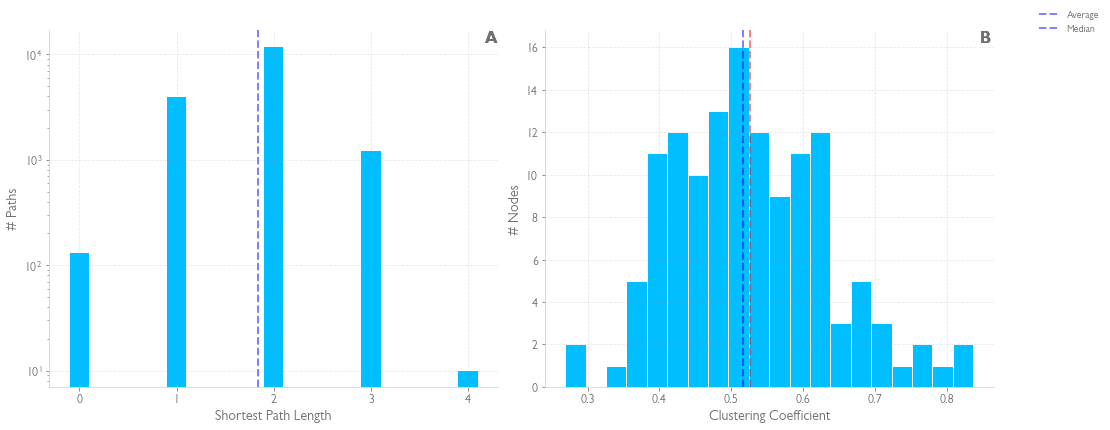 Average
Median
A
10⁴
10³
10²
10¹
# Paths
0 1 2 3 4
Shortest Path Length
B
16
14
12
10
8
6
4
2
0
# Nodes
0.3 0.4 0.5 0.6 0.7 0.8
Clustering Coefficient